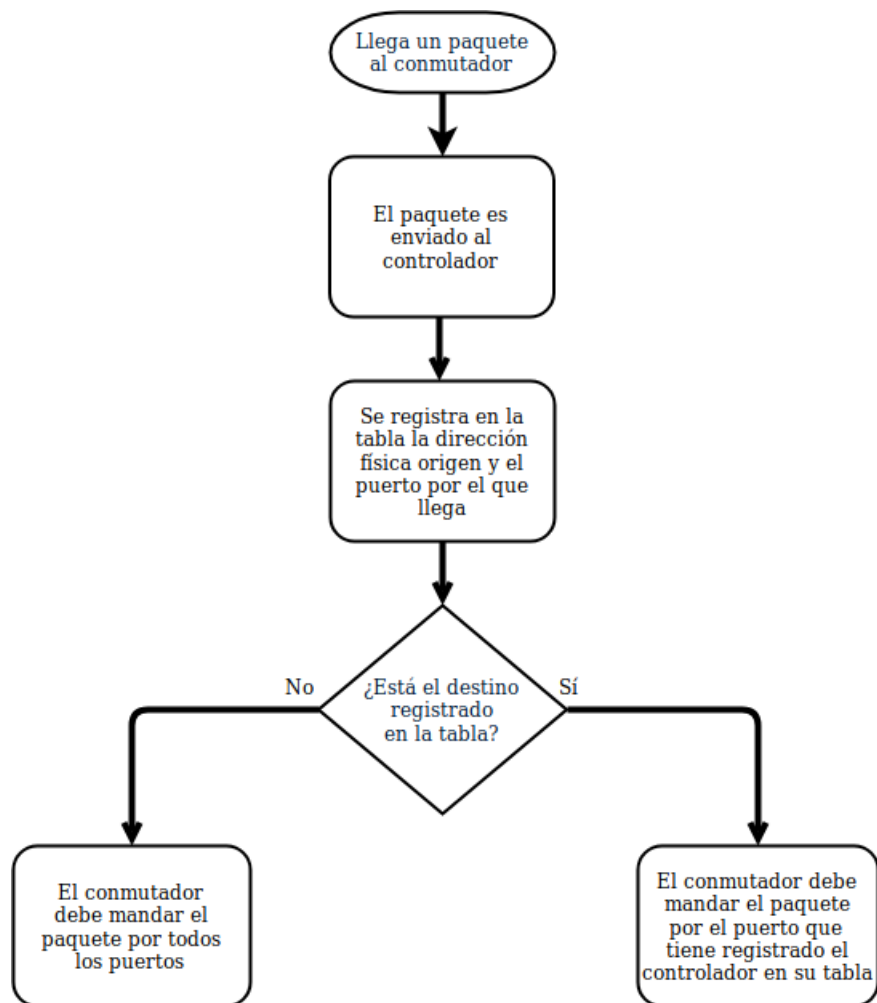 Llega un paquete
al conmutador
El paquete es
enviado al
controlador
Se registra en la
tabla la dirección
física origen y el
puerto por el que
llega
No
¿Está el destino
registrado
en la tabla?
Sí
El conmutador
debe mandar el
paquete por todos
los puertos
El conmutador debe
mandar el paquete
por el puerto que
tiene registrado el
controlador en su tabla